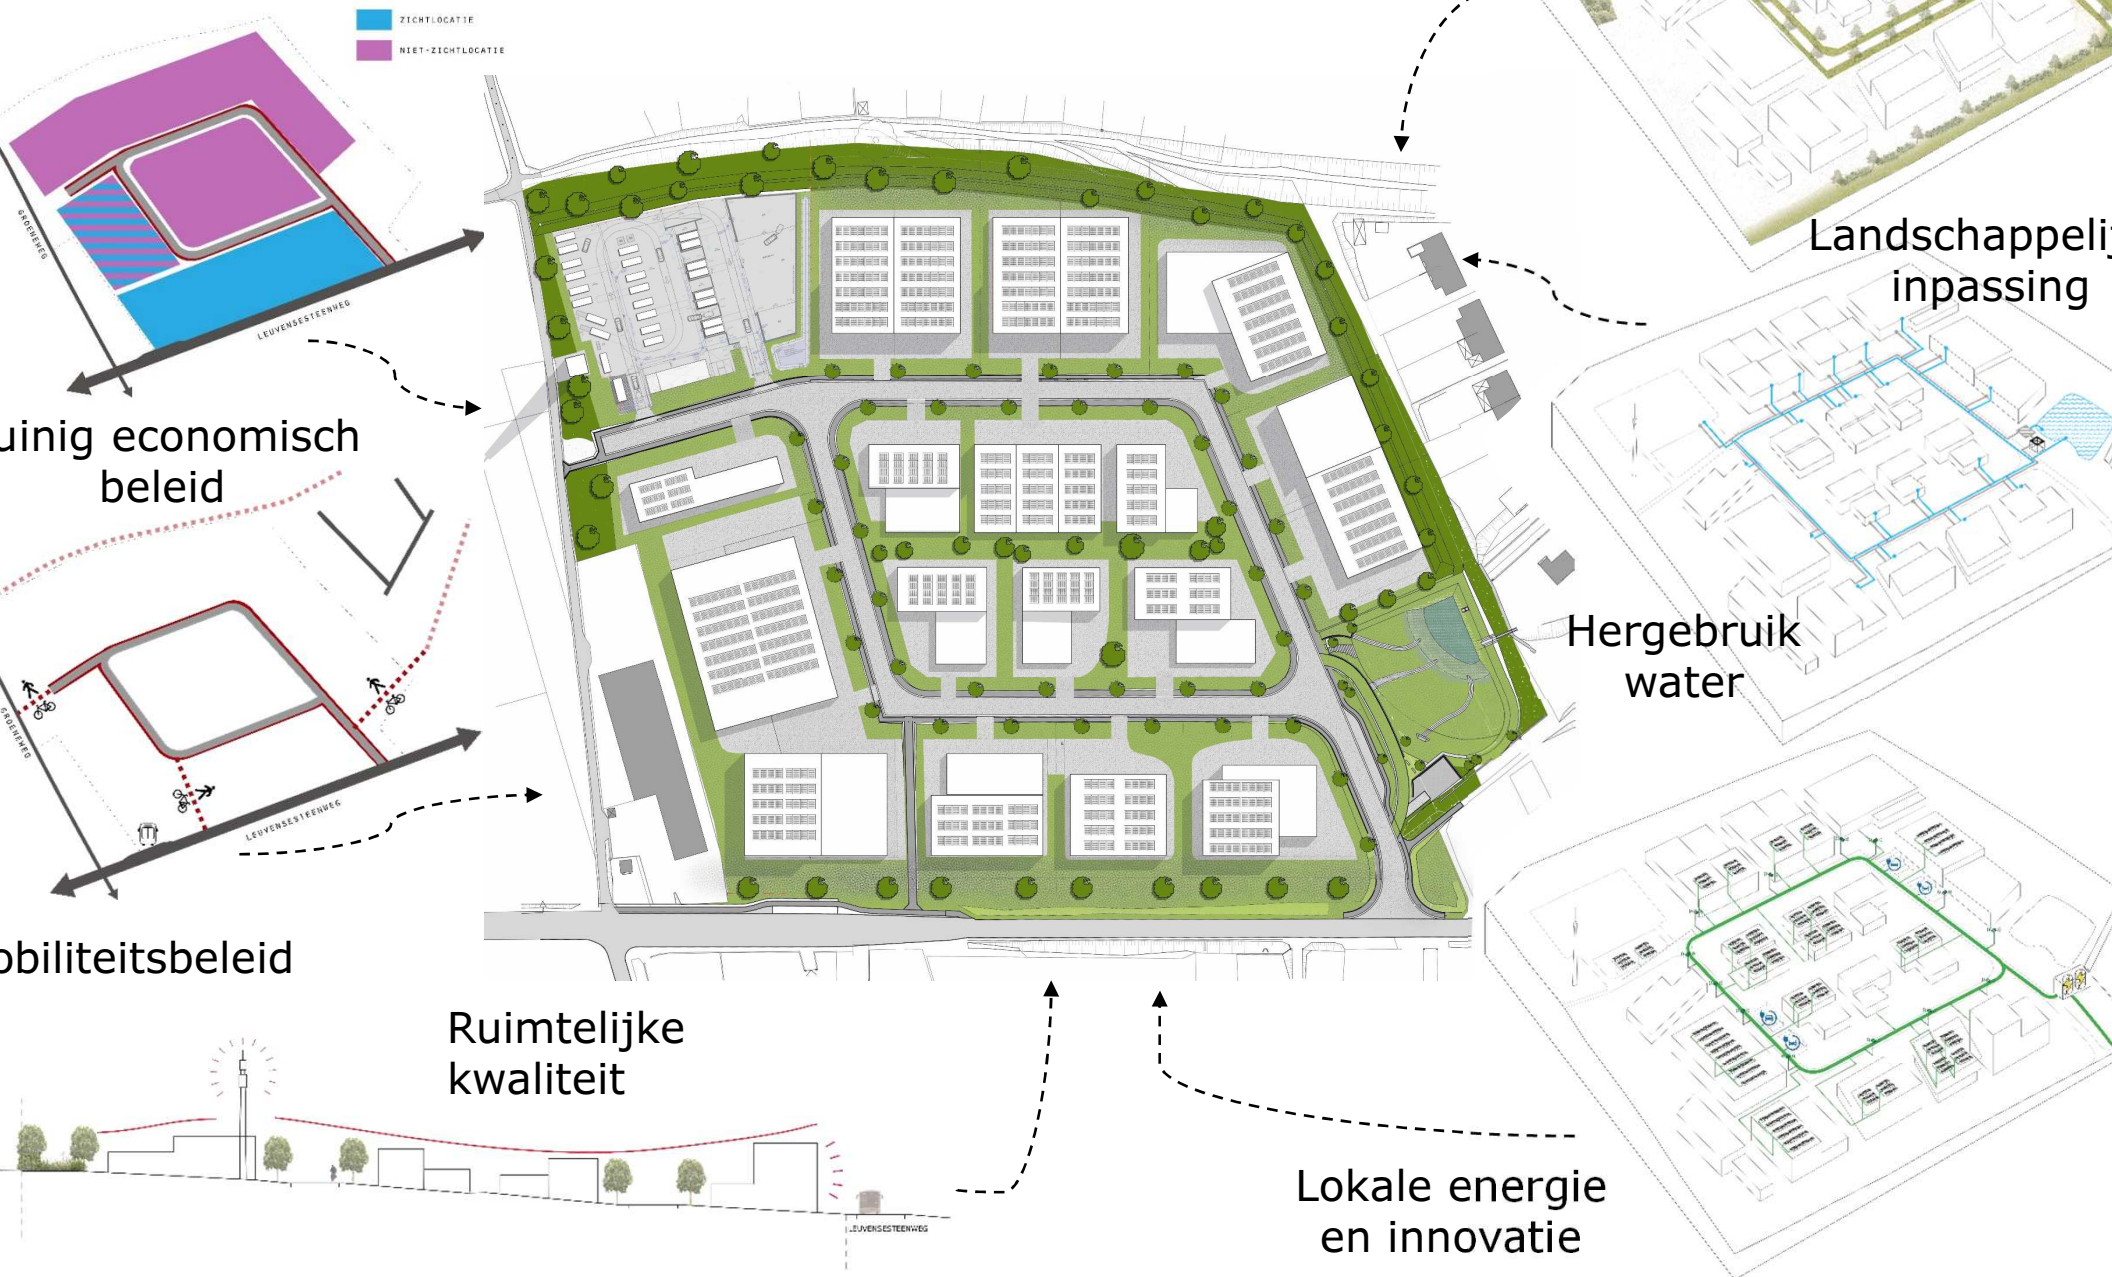 ZICHTLOCATIE
NIET-ZICHTLOCATIE
GROENEWEG
LEUVENSESTEENWEG
uinig economisch
beleid
GROENEWEG
LEUVENSESTEENWEG
obiliteitsbeleid
Ruimtelijke
kwaliteit
LEUVENSESTEENWEG
Landschappelij
inpassing
Hergebruik
water
Lokale energie
en innovatie